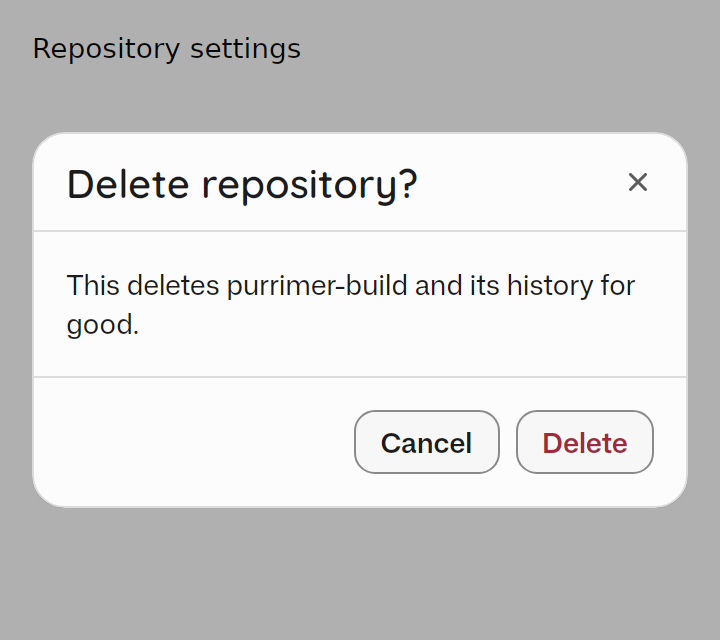 Repository settings
Delete repository?
This deletes purrimer-build and its history for
good.
Cancel
Delete